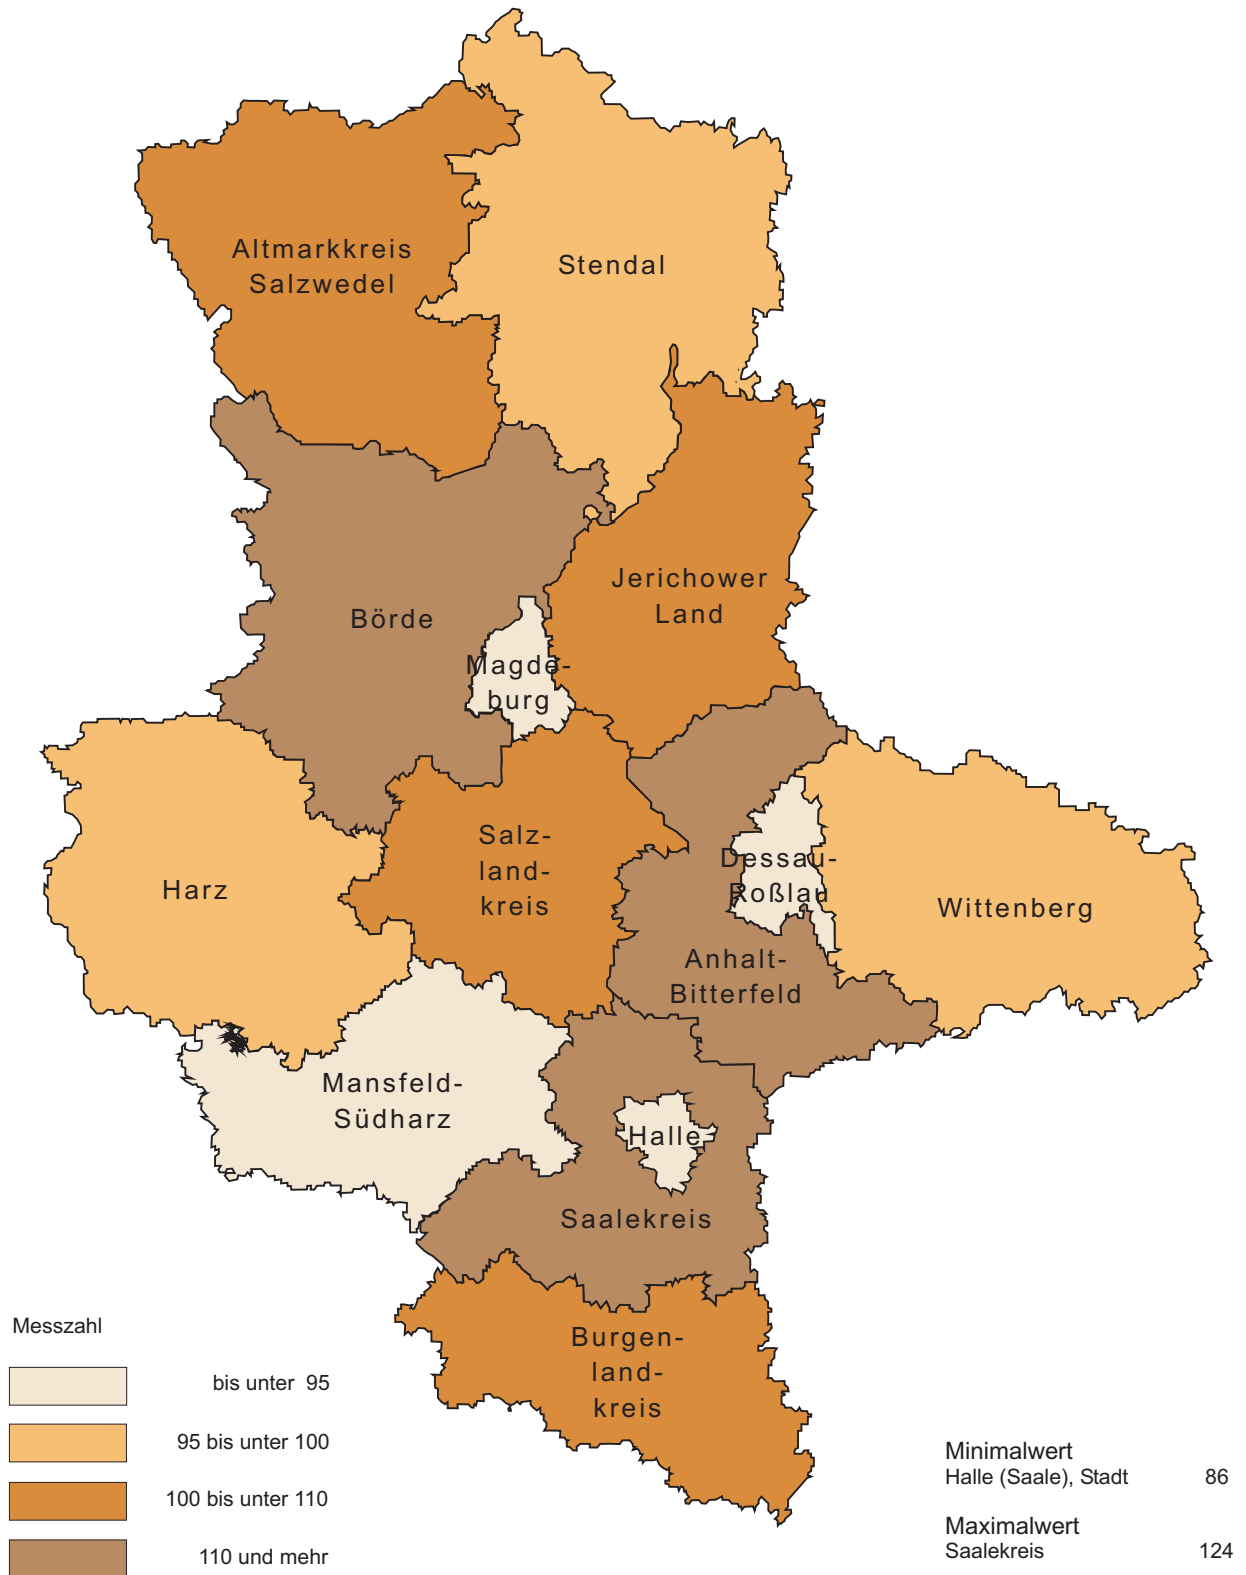 Altmarkkreis
Salzwedel
Stendal
Jerichower
Land
Börde
Magde-
burg
Salz-
land-
kreis
Dessau-
Roßlau
Harz
Wittenberg
Anhalt-
Bitterfeld
Mansfeld-
Südharz
Halle
Saalekreis
Burgen-
land-
kreis
Messzahl
bis unter 95
95 bis unter 100
100 bis unter 110
110 und mehr
Minimalwert
Halle (Saale), Stadt 86
Maximalwert
Saalekreis 124